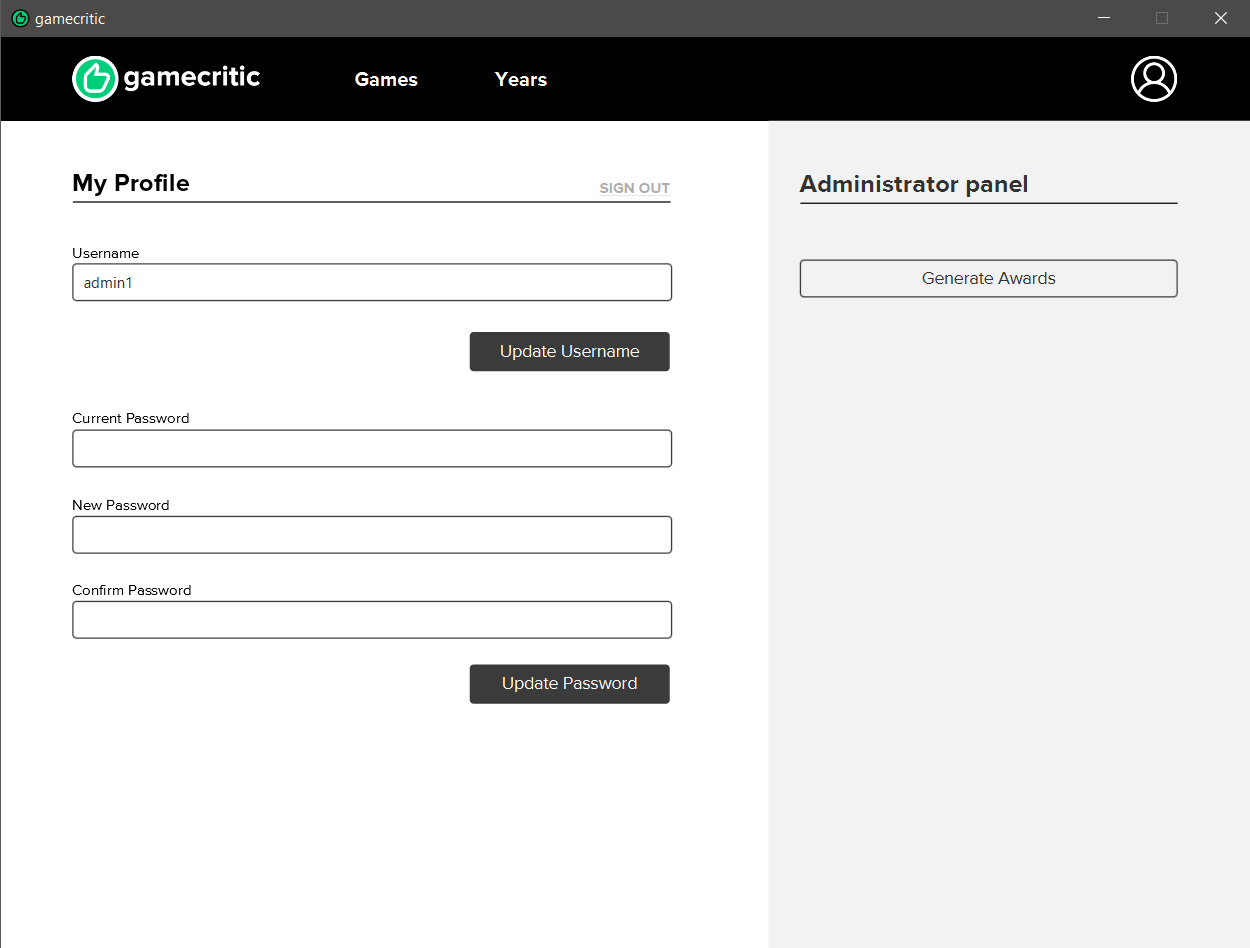 gamecritic
gamecritic
Games
Years
My Profile
SIGN OUT
Username
admin1
Update Username
Current Password
New Password
Confirm Password
Update Password
Administrator panel
Generate Awards